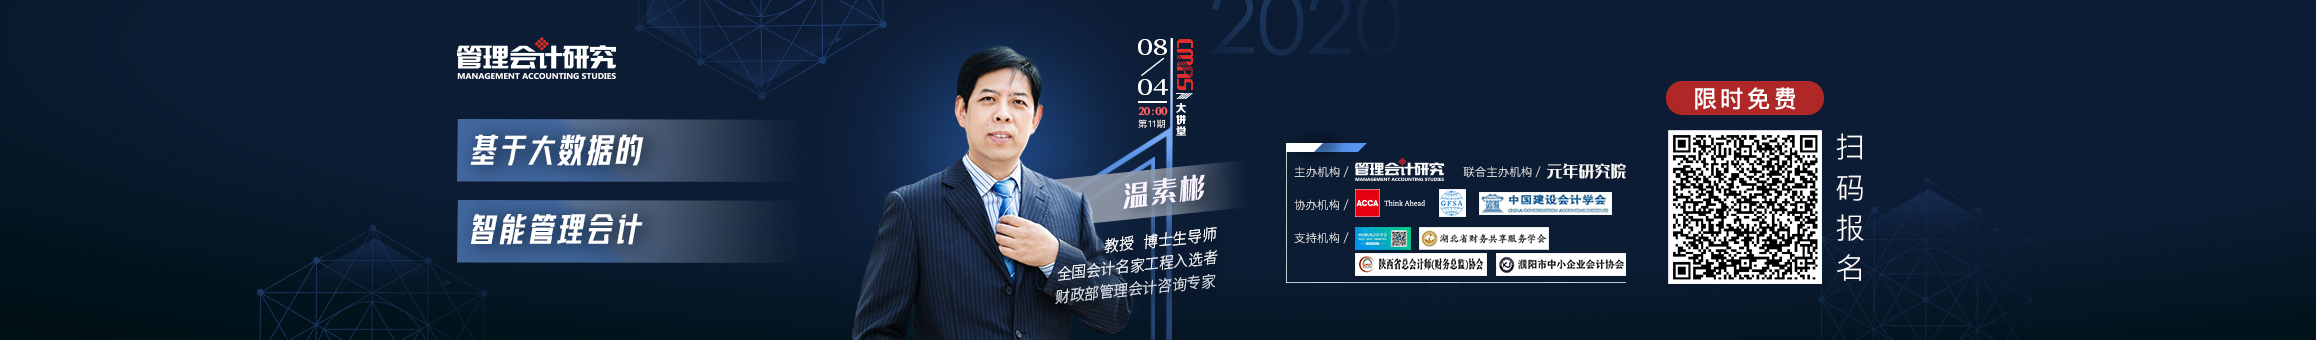 管理会计研究
MANAGEMENT ACCOUNTING STUDIES
基于大数据的
智能管理会计
2020
08
04
20:00
第11期
CMAS
大讲堂
温素彬
教授 博士生导师
全国会计名家工程入选者
财政部管理会计咨询专家
主办机构 / 管理会计研究 联合主办机构 / 元年研究院
MANAGEMENT ACCOUNTING STUDIES
协办机构 / ACCA Think Ahead GFSA 中国建设会计学会
支持机构 / 湖北省财务共享服务学会
陕西省总会计师(财务总监)协会 濮阳市中小企业会计协会
限时免费
扫码报名